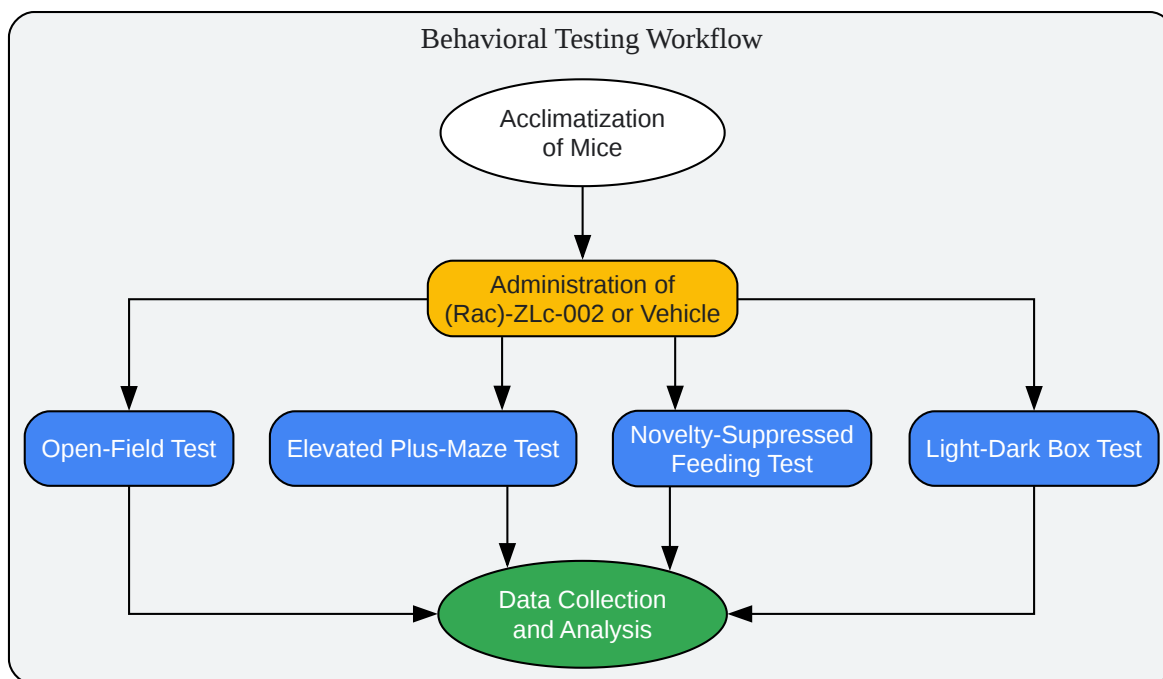 Behavioral Testing Workflow
Acclimatization
of Mice
Administration of
(Rac)-ZLc-002 or Vehicle
Open-Field Test
Elevated Plus-Maze Test
Novelty-Suppressed
Feeding Test
Light-Dark Box Test
Data Collection
and Analysis